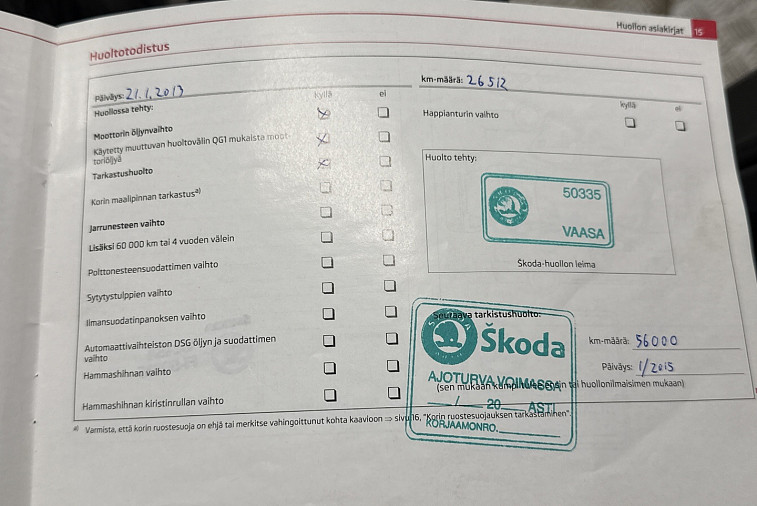 Huollon asiakirjat 15
Huoltotodistus
Päiväys: 21.1.2013
km-määrä: 26512
Huollossa tehty: kyllä ei
Moottorin öljynvaihto
Käytetty muuttuvan huoltovälin QG1 mukaista moot-
toriöljyä
Tarkastushuolto
Korin maalipinnan tarkastusa)
Jarrunesteen vaihto
Lisäksi 60 000 km tai 4 vuoden välein
Polttonesteensuodattimen vaihto
Sytytystulppien vaihto
Ilmansuodatinpanoksen vaihto
Automaattivaihteiston DSG öljyn ja suodattimen
vaihto
Hammashihnan vaihto
Hammashihnan kiristinrullan vaihto
kyllä ei
Happianturin vaihto
Huolto tehty:
50335
VAASA
Škoda-huollon leima
Seuraava tarkistushuolto:
Škoda
km-määrä: 56000
Päiväys: 1/2015
AJOTURVA VOIMASSA
(sen mukaan kumpi tai huollonilmaisimen mukaan)
/ 20 ASTI
KORJAAMONRO.
a) Varmista, että korin ruostesuoja on ehjä tai merkitse vahingoittunut kohta kaavioon ⇒ sivu 16, "Korin ruostesuojauksen tarkastaminen".